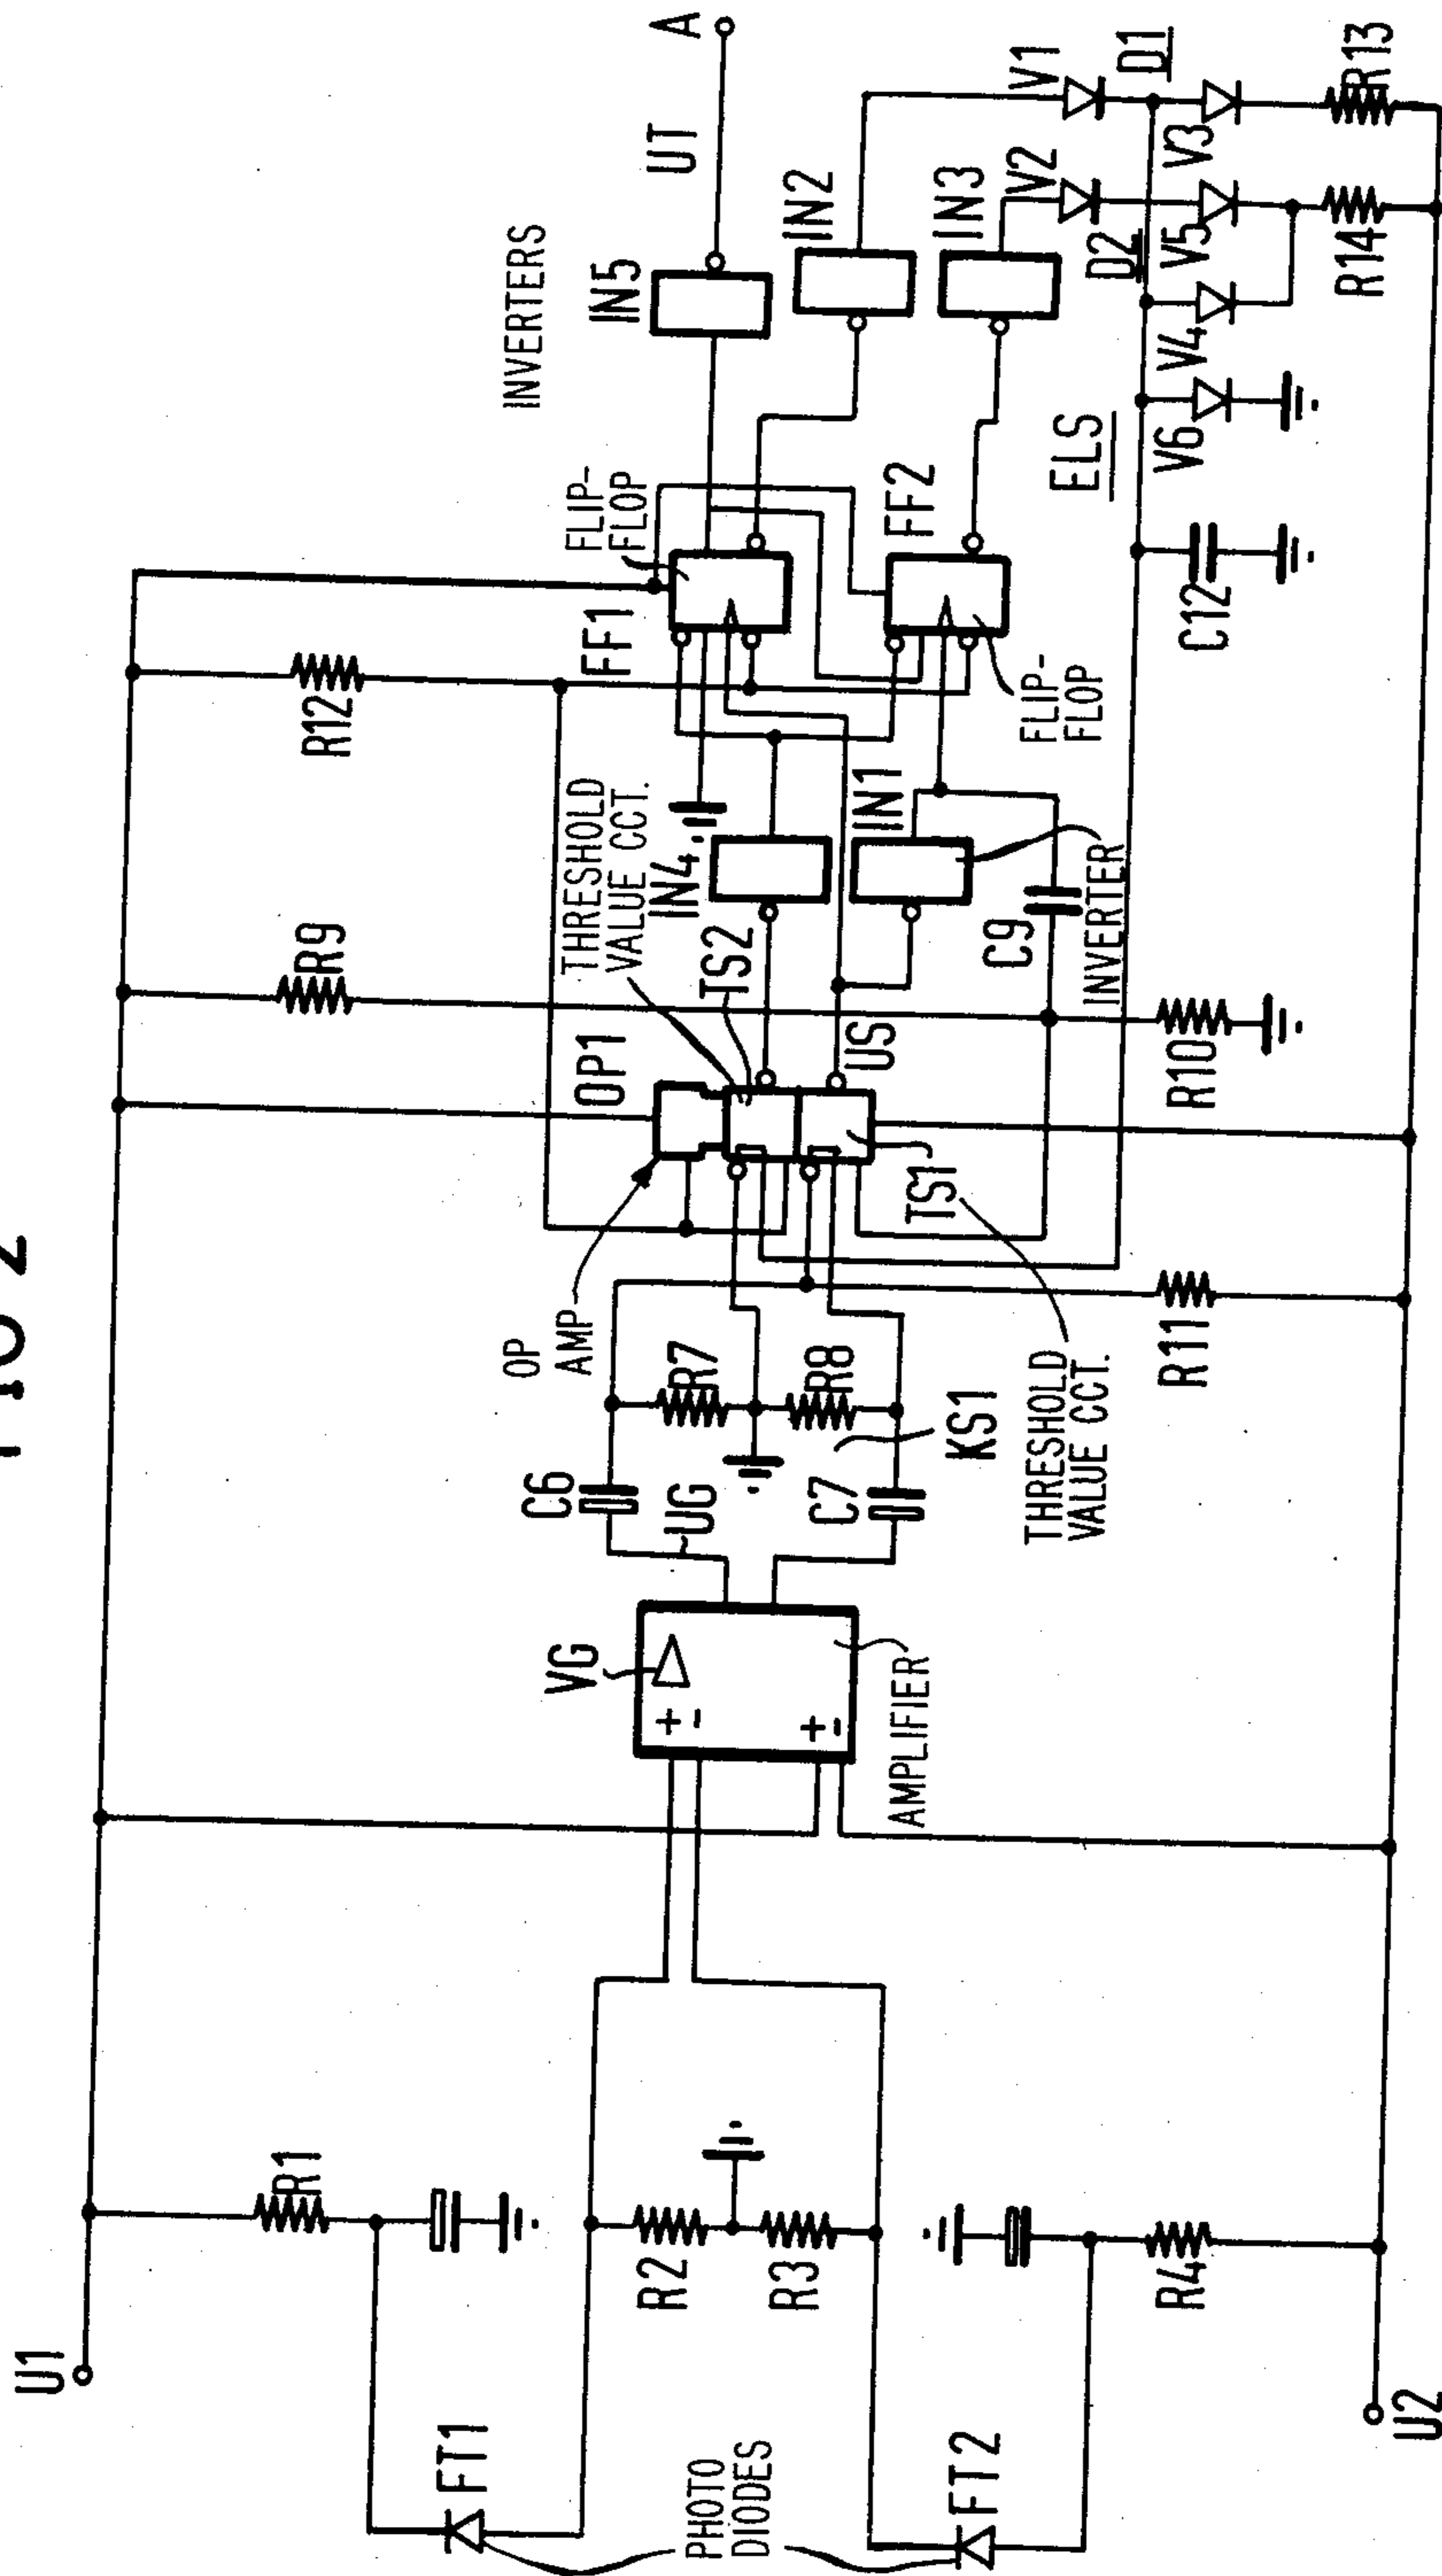 FIG 2
U1
R1
FT1
R2
R3
PHOTO
DIODES
FT2
R4
U2
VG
AMPLIFIER
C6
UG
C7
R7
R8
KS1
OP
AMP
OP1
THRESHOLD
VALUE CCT.
TS2
US
TS1
THRESHOLD
VALUE CCT.
R11
R9
R10
IN4
IN1
C9
INVERTER
R12
FF1
FLIP-
FLOP
FF2
FLIP-
FLOP
INVERTERS
IN5
IN2
IN3
UT
A
ELS
C12
V6
V4
V5
V3
D2
V2
V1
D1
R14
R13
+
-
+
-